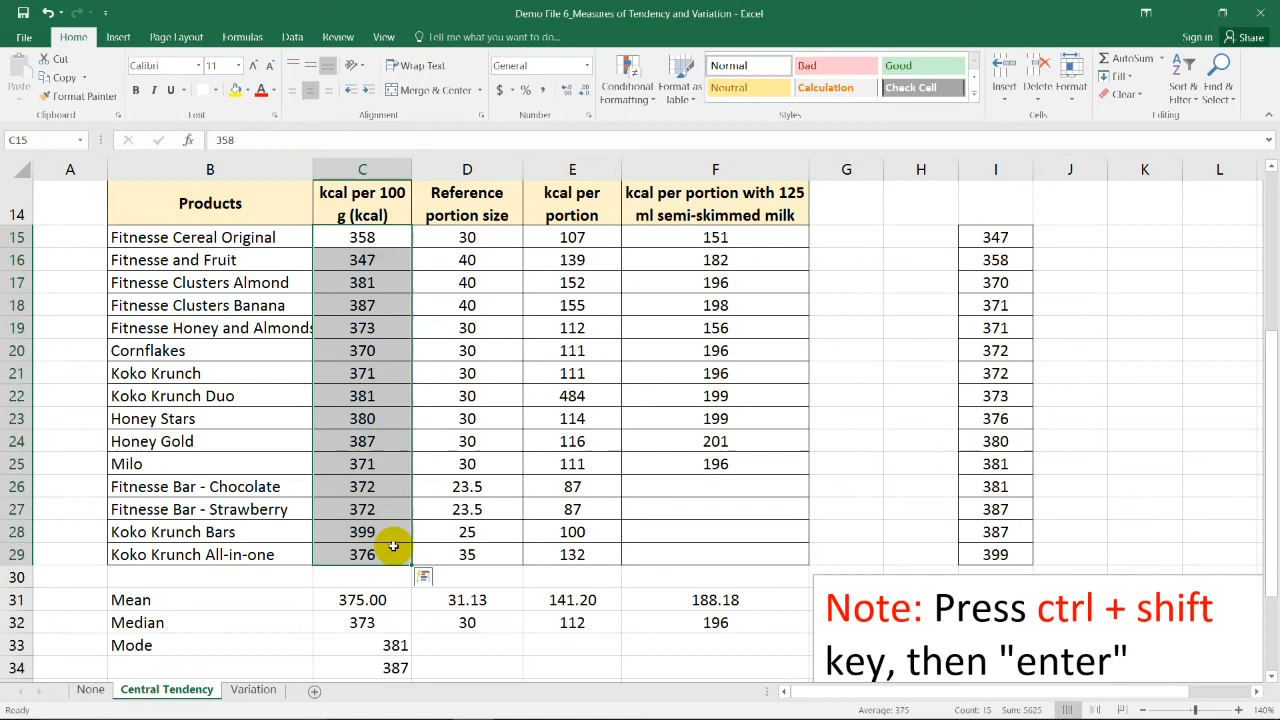 Demo File 6_Measures of Tendency and Variation - Excel
File Home Insert Page Layout Formulas Data Review View Tell me what you want to do... Sign in Share
Paste Cut Copy Format Painter Clipboard
Calibri 11 Font
Wrap Text Merge & Center Alignment
General Number
Conditional Formatting Format as Table
Normal Bad Good
Neutral Calculation Check Cell
Styles
Insert Delete Format Cells
AutoSum Fill Clear Sort & Filter Find & Select Editing
C15 fx 358
A B C D E F G H I J K L
14 Products kcal per 100 g (kcal) Reference portion size kcal per portion kcal per portion with 125 ml semi-skimmed milk
15 Fitnesse Cereal Original 358 30 107 151 347
16 Fitnesse and Fruit 347 40 139 182 358
17 Fitnesse Clusters Almond 381 40 152 196 370
18 Fitnesse Clusters Banana 387 40 155 198 371
19 Fitnesse Honey and Almonds 373 30 112 156 371
20 Cornflakes 370 30 111 196 372
21 Koko Krunch 371 30 111 196 372
22 Koko Krunch Duo 381 30 484 199 373
23 Honey Stars 380 30 114 199 376
24 Honey Gold 387 30 116 201 380
25 Milo 371 30 111 196 381
26 Fitnesse Bar - Chocolate 372 23.5 87 381
27 Fitnesse Bar - Strawberry 372 23.5 87 387
28 Koko Krunch Bars 399 25 100 387
29 Koko Krunch All-in-one 376 35 132 399
30
31 Mean 375.00 31.13 141.20 188.18
32 Median 373 30 112 196
33 Mode 381
34 387
Note: Press ctrl + shift
key, then "enter"
None Central Tendency Variation
Ready Average: 375 Count: 15 Sum: 5625 140%